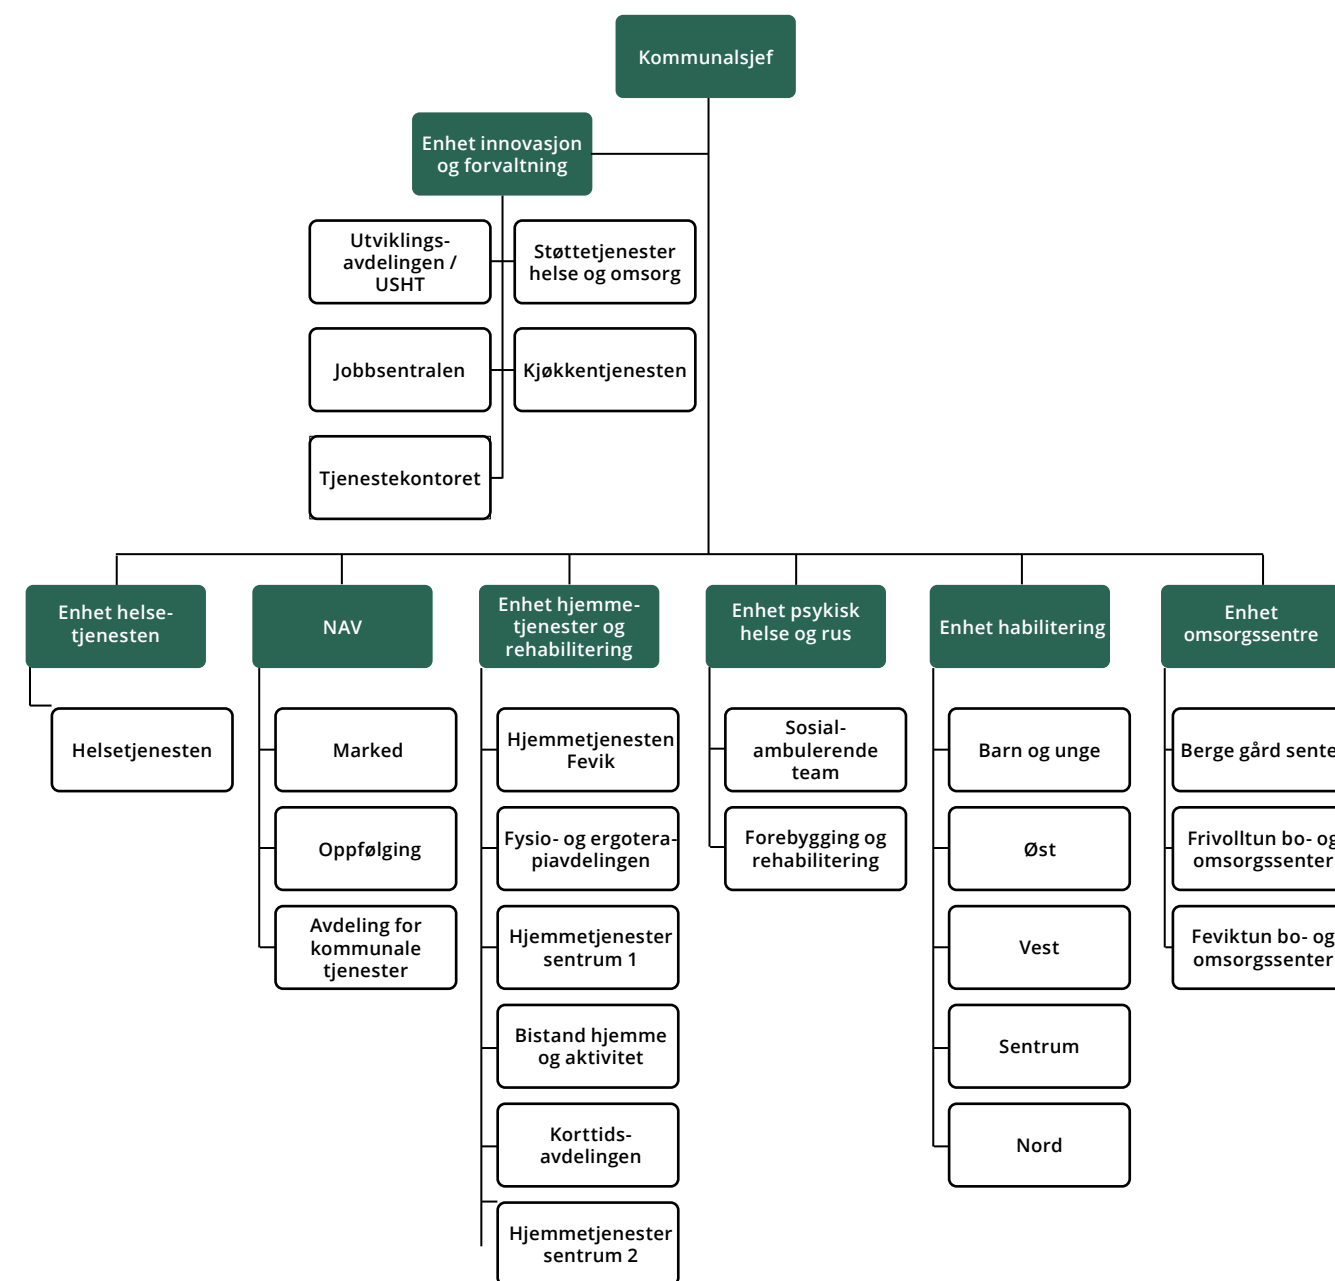 Kommunalsjef
Enhet innovasjon
og forvaltning
Utviklings-
avdelingen /
USHT
Støttetjenester
helse og omsorg
Jobbsentralen
Kjøkkentjenesten
Tjenestekontoret
Enhet helse-
tjenesten
NAV
Enhet hjemme-
tjenester og
rehabilitering
Enhet psykisk
helse og rus
Enhet habilitering
Enhet
omsorgssentre
Helsetjenesten
Marked
Oppfølging
Avdeling for
kommunale
tjenester
Hjemmetjenesten
Fevik
Fysio- og ergotera-
piavdelingen
Hjemmetjenester
sentrum 1
Bistand hjemme
og aktivitet
Korttids-
avdelingen
Hjemmetjenester
sentrum 2
Sosial-
ambulerende
team
Forebygging og
rehabilitering
Barn og unge
Øst
Vest
Sentrum
Nord
Berge gård sente
Frivolltun bo- og
omsorgssenter
Feviktun bo- og
omsorgssenter